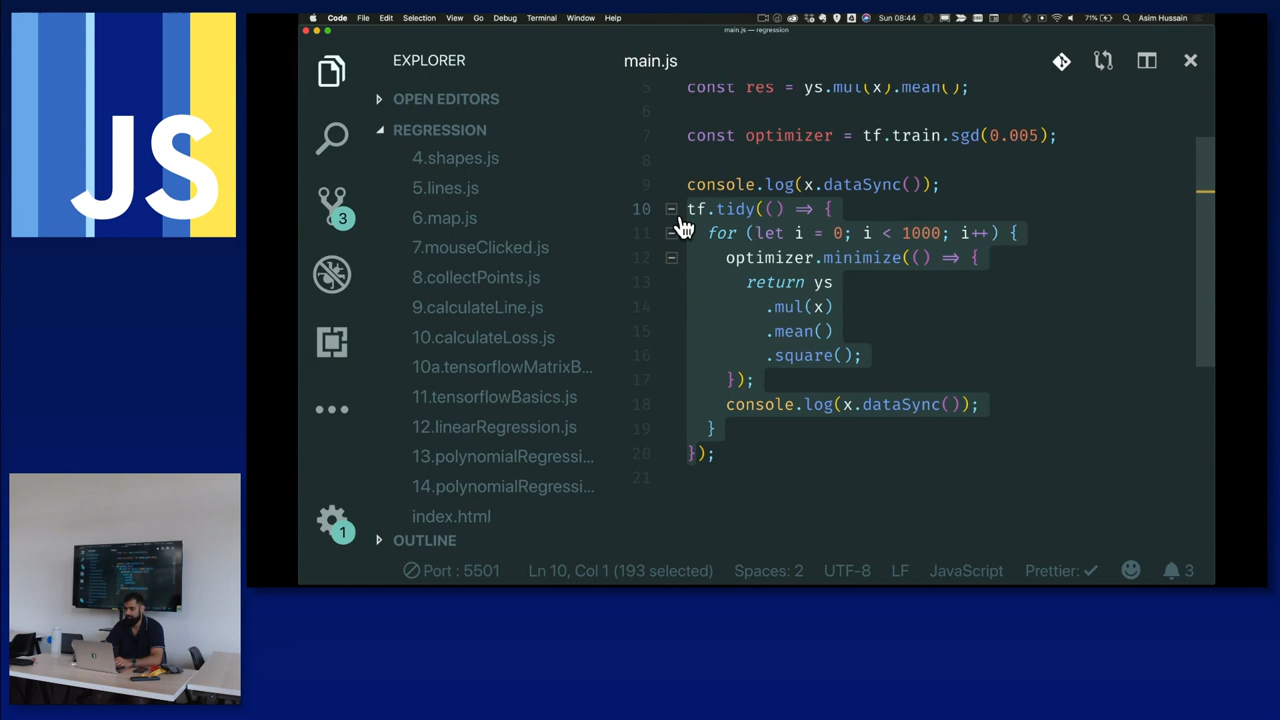 JS
Code File Edit Selection View Go Debug Terminal Window Help Sun 08:44 71% Asim Hussain
main.js — regression
EXPLORER
OPEN EDITORS
REGRESSION
4.shapes.js
5.lines.js
6.map.js
7.mouseClicked.js
8.collectPoints.js
9.calculateLine.js
10.calculateLoss.js
10a.tensorflowMatrixB...
11.tensorflowBasics.js
12.linearRegression.js
13.polynomialRegressi...
14.polynomialRegressi...
index.html
OUTLINE
3
1
main.js
5 const res = ys.mul(x).mean();
6
7 const optimizer = tf.train.sgd(0.005);
8
9 console.log(x.dataSync());
10 tf.tidy(() => {
11 for (let i = 0; i < 1000; i++) {
12 optimizer.minimize(() => {
13 return ys
14 .mul(x)
15 .mean()
16 .square();
17 });
18 console.log(x.dataSync());
19 }
20 });
21
Port : 5501 Ln 10, Col 1 (193 selected) Spaces: 2 UTF-8 LF JavaScript Prettier: ✓ 3